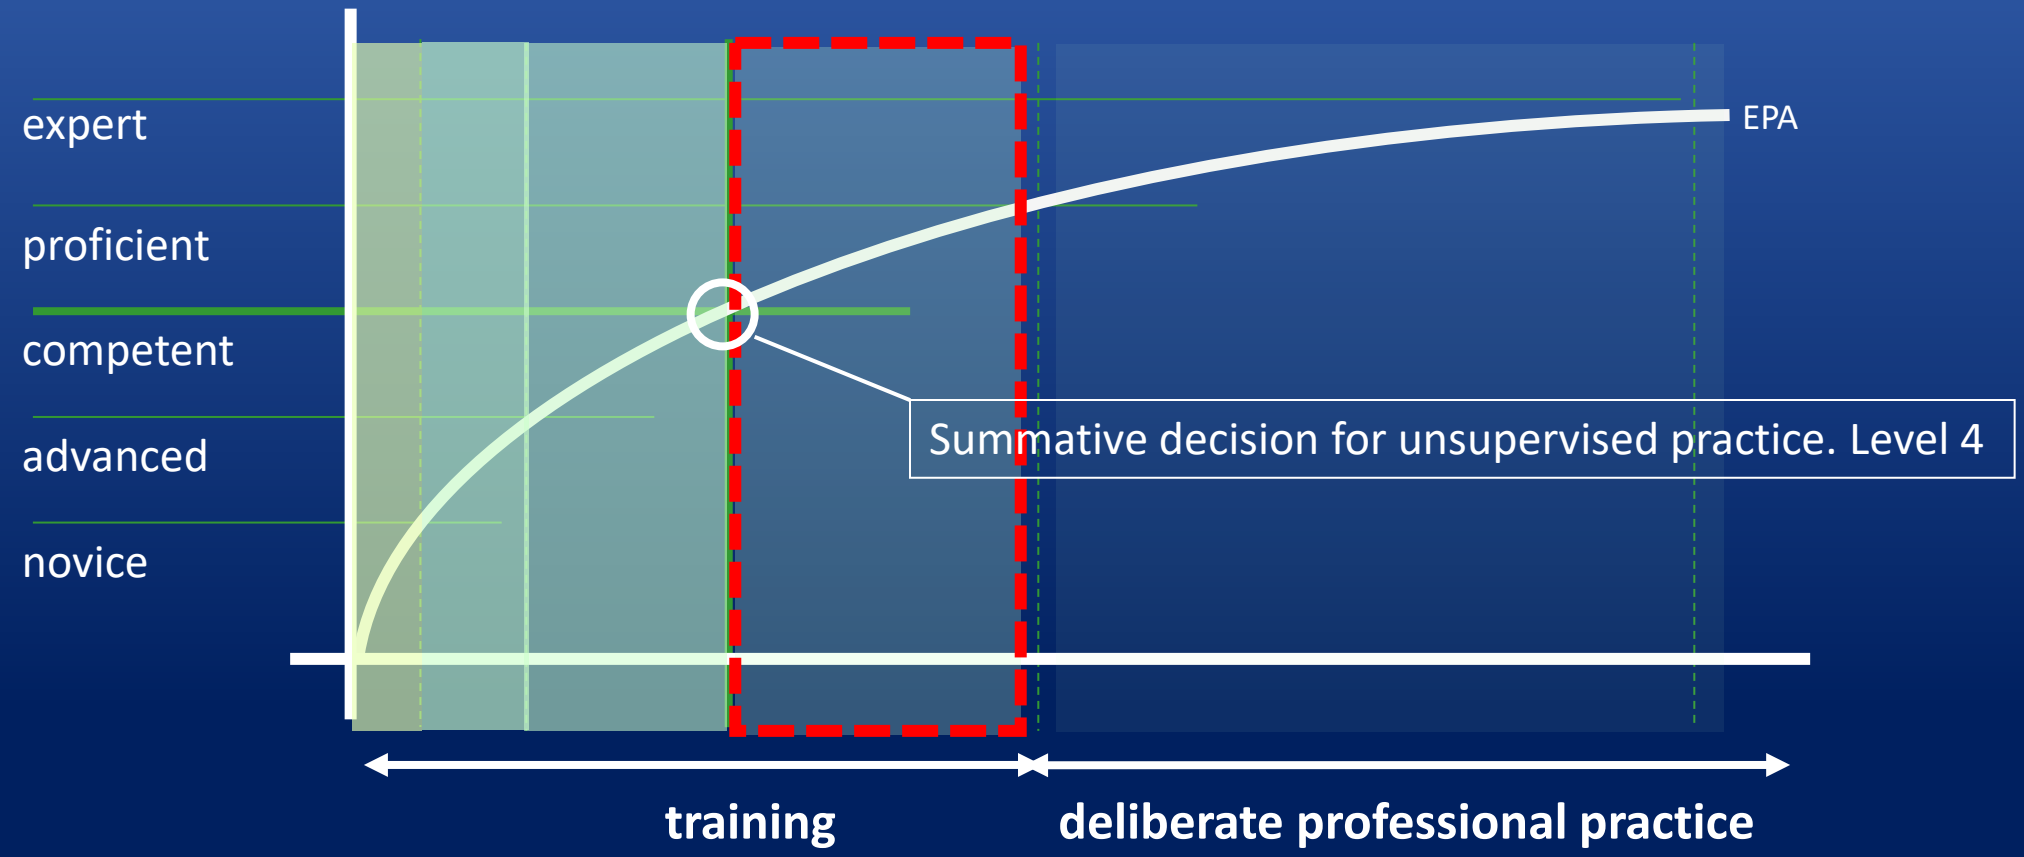 expert
EPA
proficient
competent
Summative decision for unsupervised practice. Level 4
advanced
novice
training
deliberate professional practice